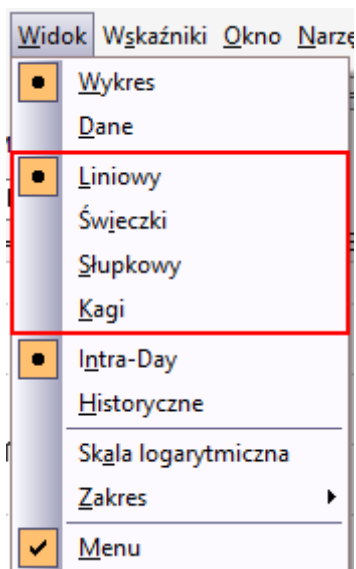 Widok Wskaźniki Okno Narzę
Wykres
Dane
Liniowy
Świeczki
Słupkowy
Kagi
Intra-Day
Historyczne
Skala logarytmiczna
Zakres
Menu